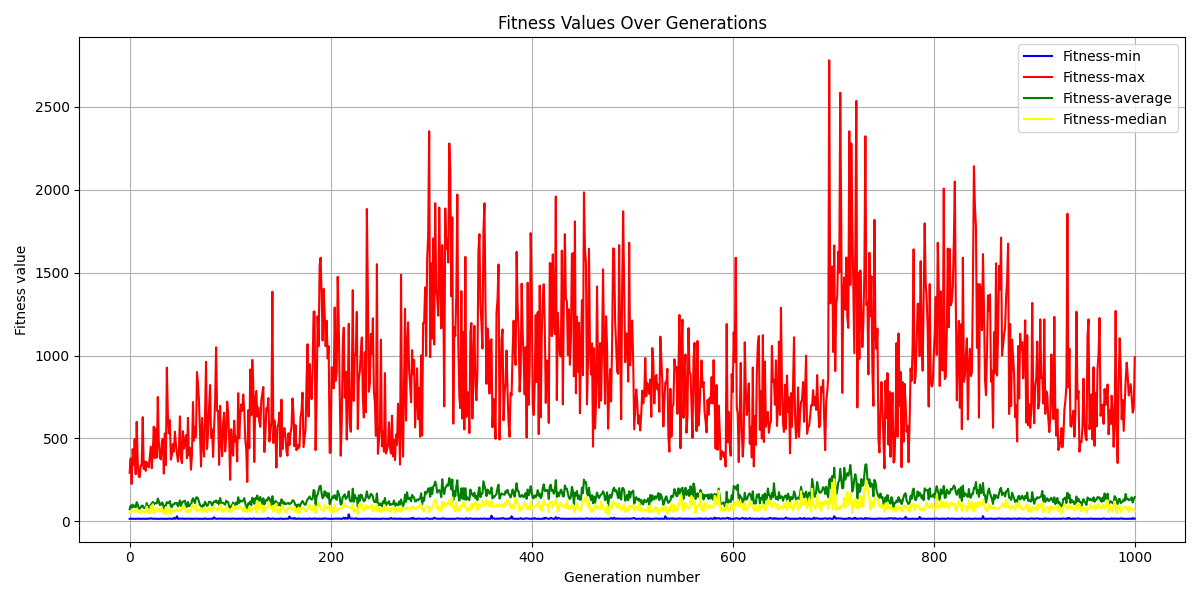 Fitness Values Over Generations
Fitness-min
Fitness-max
Fitness-average
Fitness-median
2500
2000
1500
1000
500
0
Fitness value
0 200 400 600 800 1000
Generation number